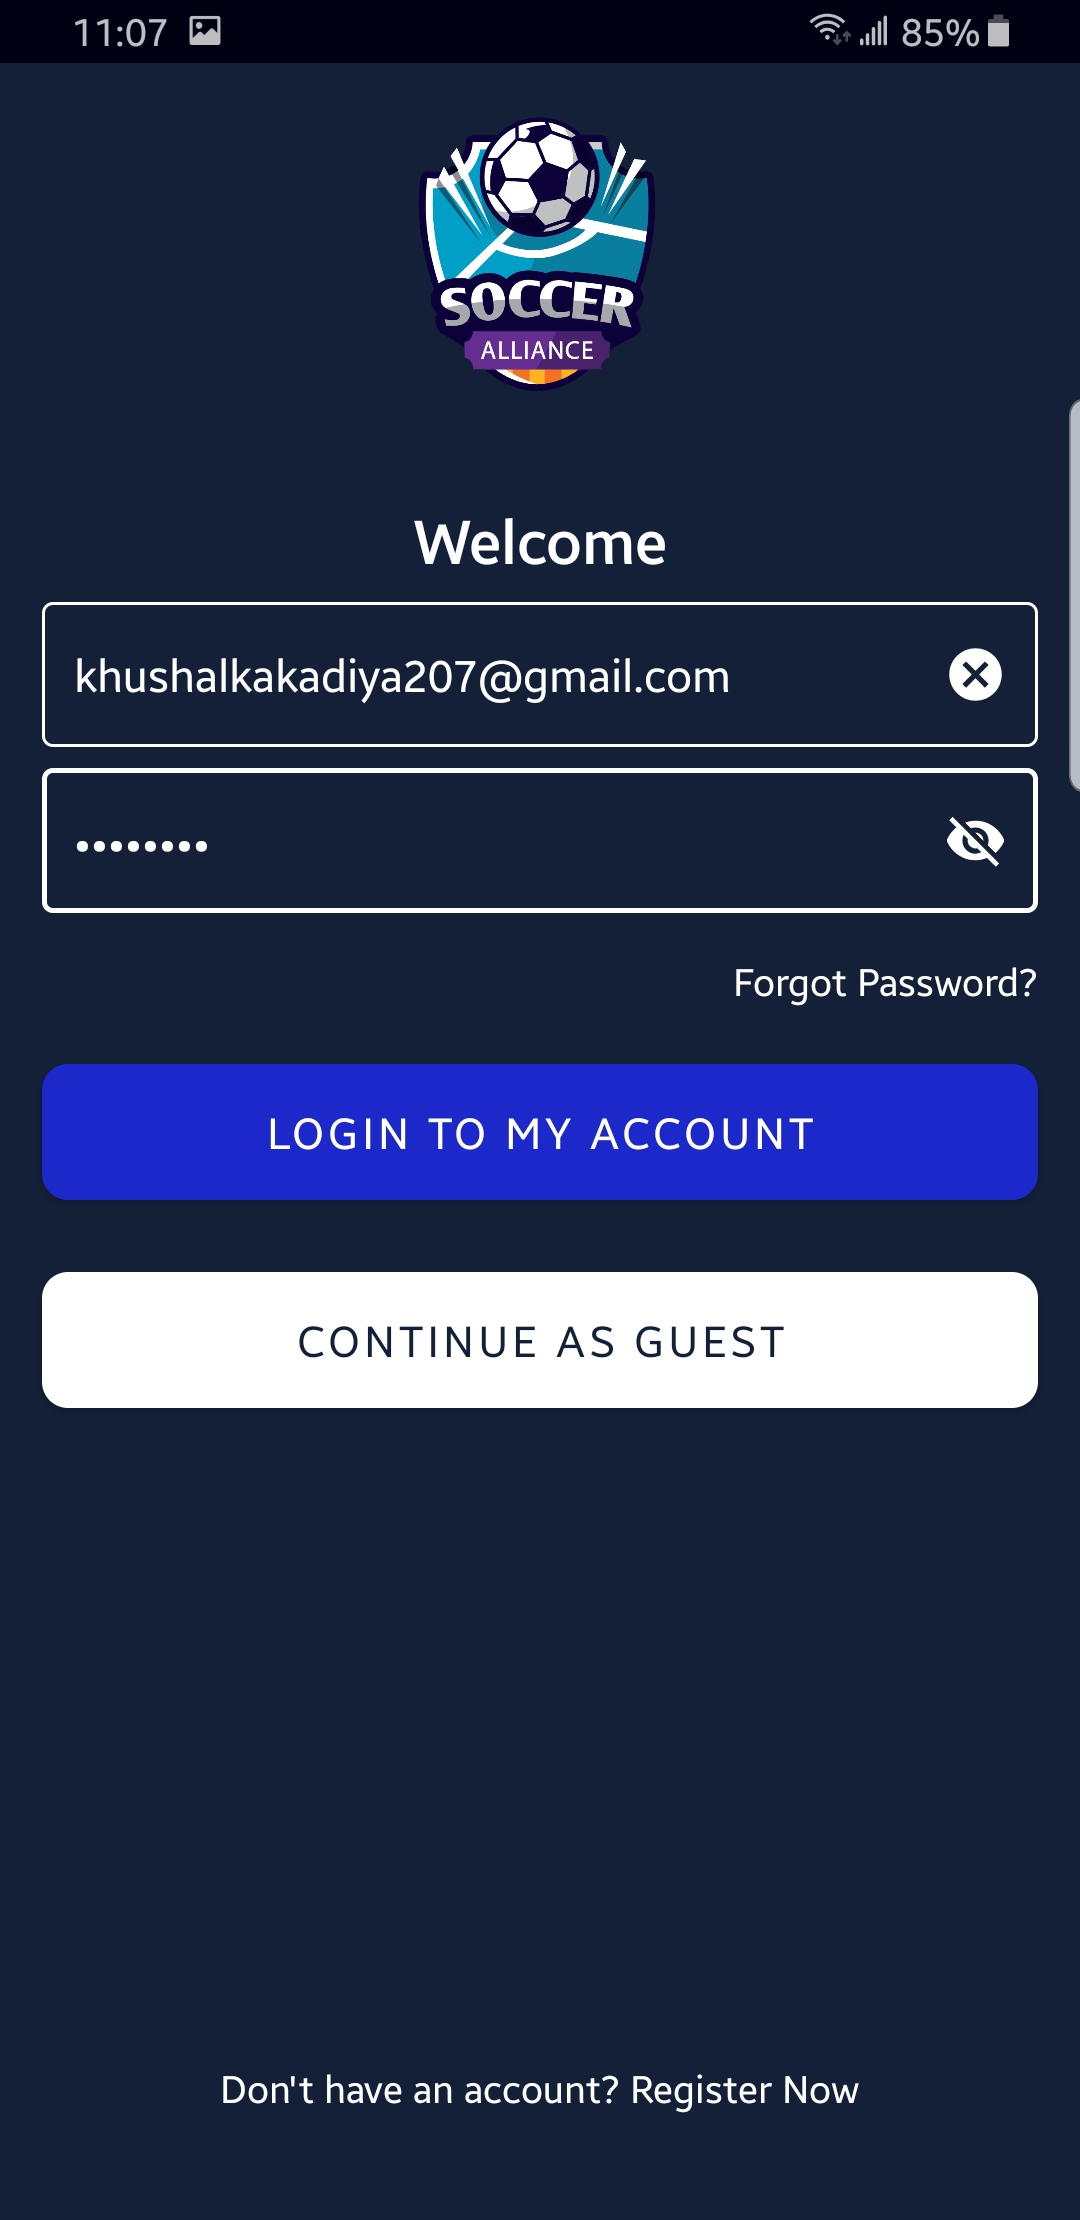 11:07 85%
SOCCER
ALLIANCE
Welcome
khushalkakadiya207@gmail.com
••••••••
Forgot Password?
LOGIN TO MY ACCOUNT
CONTINUE AS GUEST
Don't have an account? Register Now